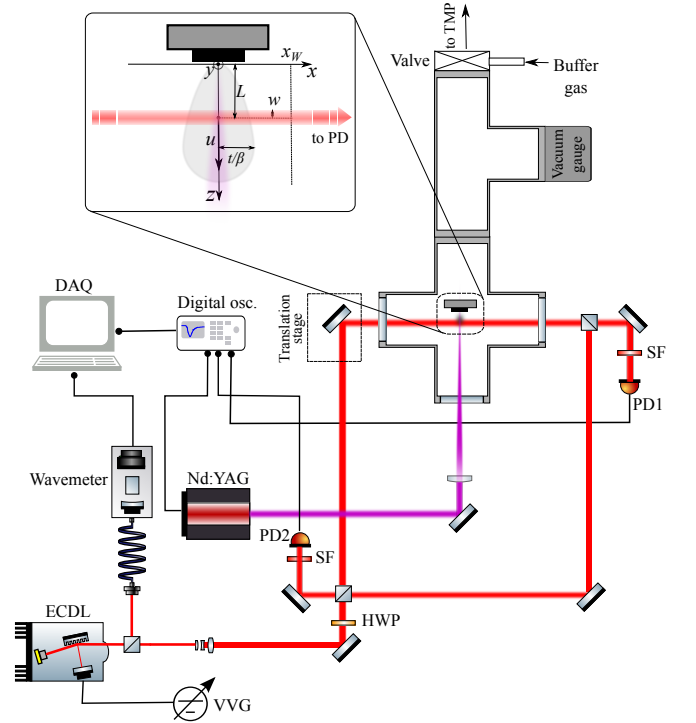 to TMP
Valve
Buffer
gas
x_W
y
x
L
w
to PD
u
t/β
z
Vacuum
gauge
DAQ
Digital osc.
Translation
stage
SF
PD1
Wavemeter
Nd:YAG
PD2
SF
ECDL
HWP
VVG